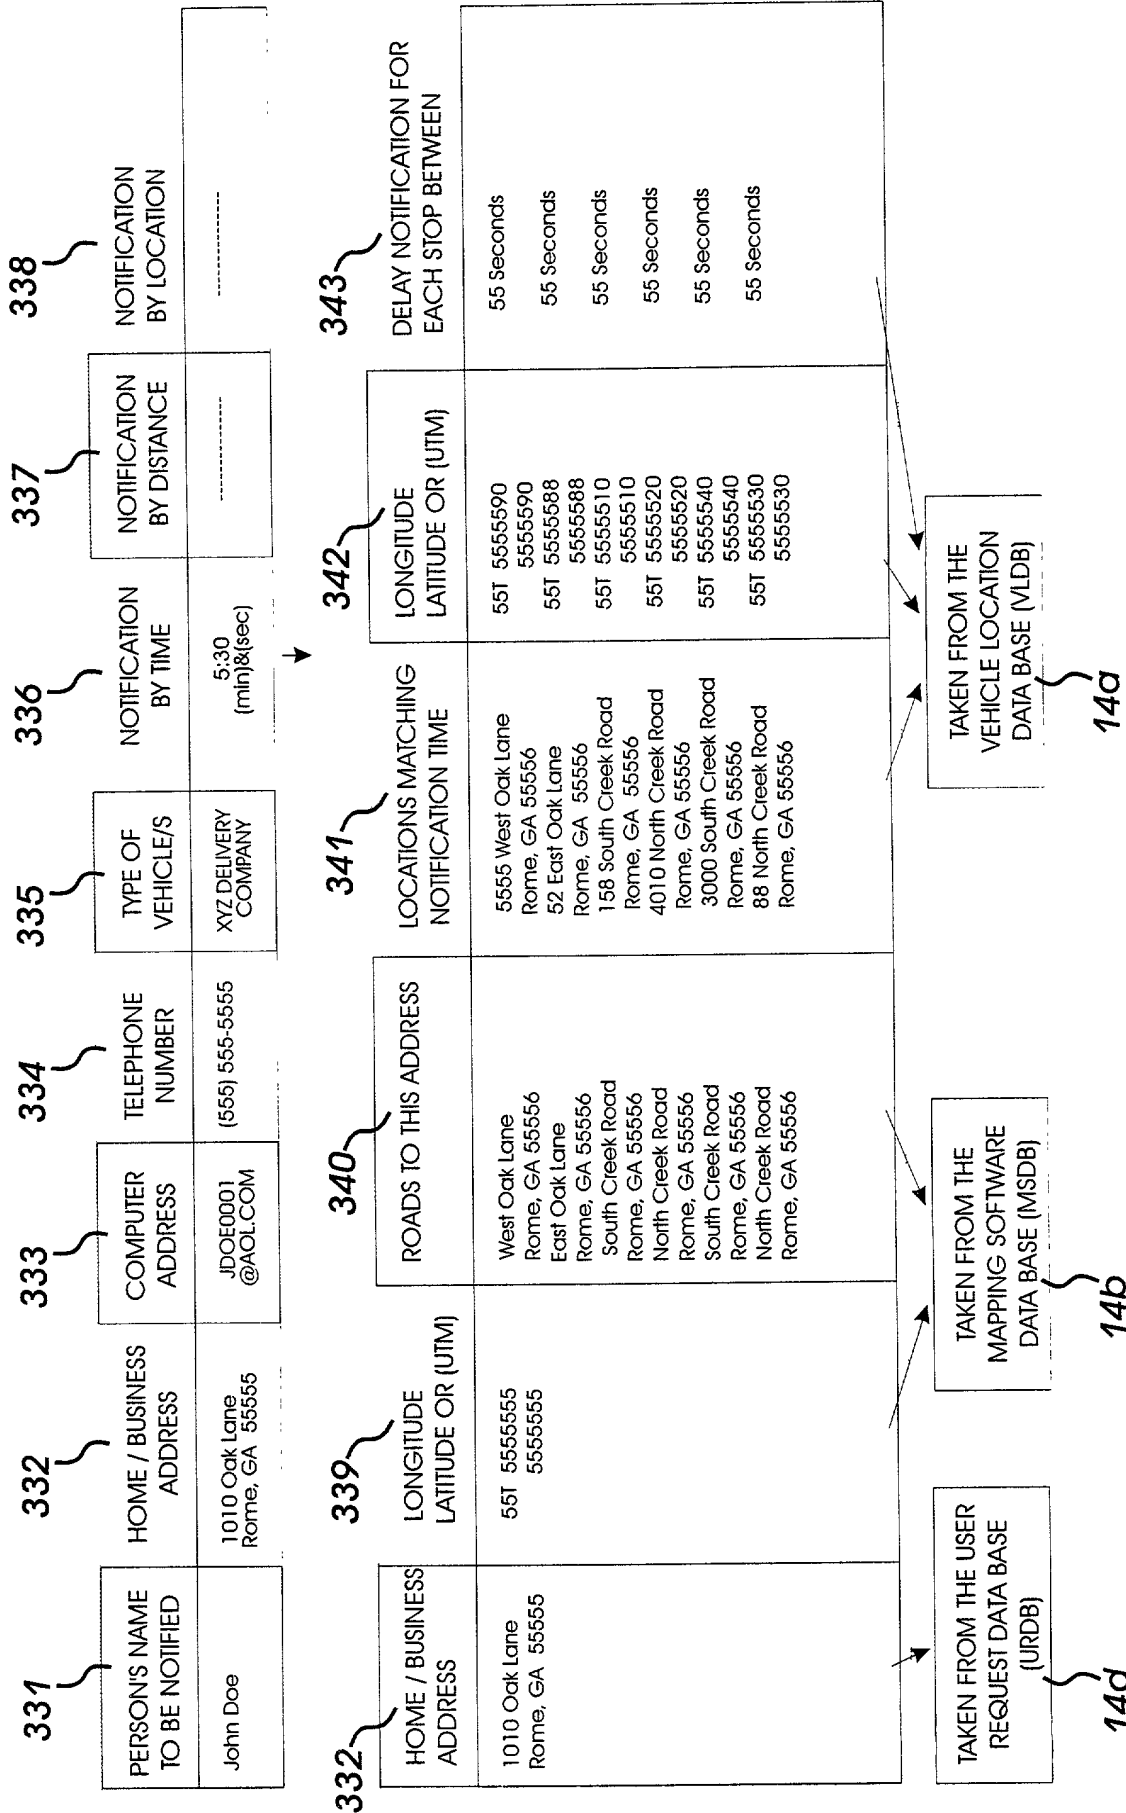 331
332
333
334
335
336
337
338
PERSON'S NAME
TO BE NOTIFIED
HOME / BUSINESS
ADDRESS
COMPUTER
ADDRESS
TELEPHONE
NUMBER
TYPE OF
VEHICLE/S
NOTIFICATION
BY TIME
NOTIFICATION
BY DISTANCE
NOTIFICATION
BY LOCATION
John Doe
1010 Oak Lane
Rome, GA 55555
JDOE0001
@AOL.COM
(555) 555-5555
XYZ DELIVERY
COMPANY
5:30
(min)&(sec)
--------------
--------------
332
339
340
341
342
343
HOME / BUSINESS
ADDRESS
LONGITUDE
LATITUDE OR (UTM)
ROADS TO THIS ADDRESS
LOCATIONS MATCHING
NOTIFICATION TIME
LONGITUDE
LATITUDE OR (UTM)
DELAY NOTIFICATION FOR
EACH STOP BETWEEN
1010 Oak Lane
Rome, GA 55555
55T 5555555
5555555
West Oak Lane
Rome, GA 55556
East Oak Lane
Rome, GA 55556
South Creek Road
Rome, GA 55556
North Creek Road
Rome, GA 55556
South Creek Road
Rome, GA 55556
North Creek Road
Rome, GA 55556
5555 West Oak Lane
Rome, GA 55556
52 East Oak Lane
Rome, GA 55556
158 South Creek Road
Rome, GA 55556
4010 North Creek Road
Rome, GA 55556
3000 South Creek Road
Rome, GA 55556
88 North Creek Road
Rome, GA 55556
55T 5555590
5555590
55T 5555588
5555588
55T 5555510
5555510
55T 5555520
5555520
55T 5555540
5555540
55T 5555530
5555530
55 Seconds
55 Seconds
55 Seconds
55 Seconds
55 Seconds
55 Seconds
TAKEN FROM THE USER
REQUEST DATA BASE
(URDB)
14d
TAKEN FROM THE
MAPPING SOFTWARE
DATA BASE (MSDB)
14b
TAKEN FROM THE
VEHICLE LOCATION
DATA BASE (VLDB)
14a